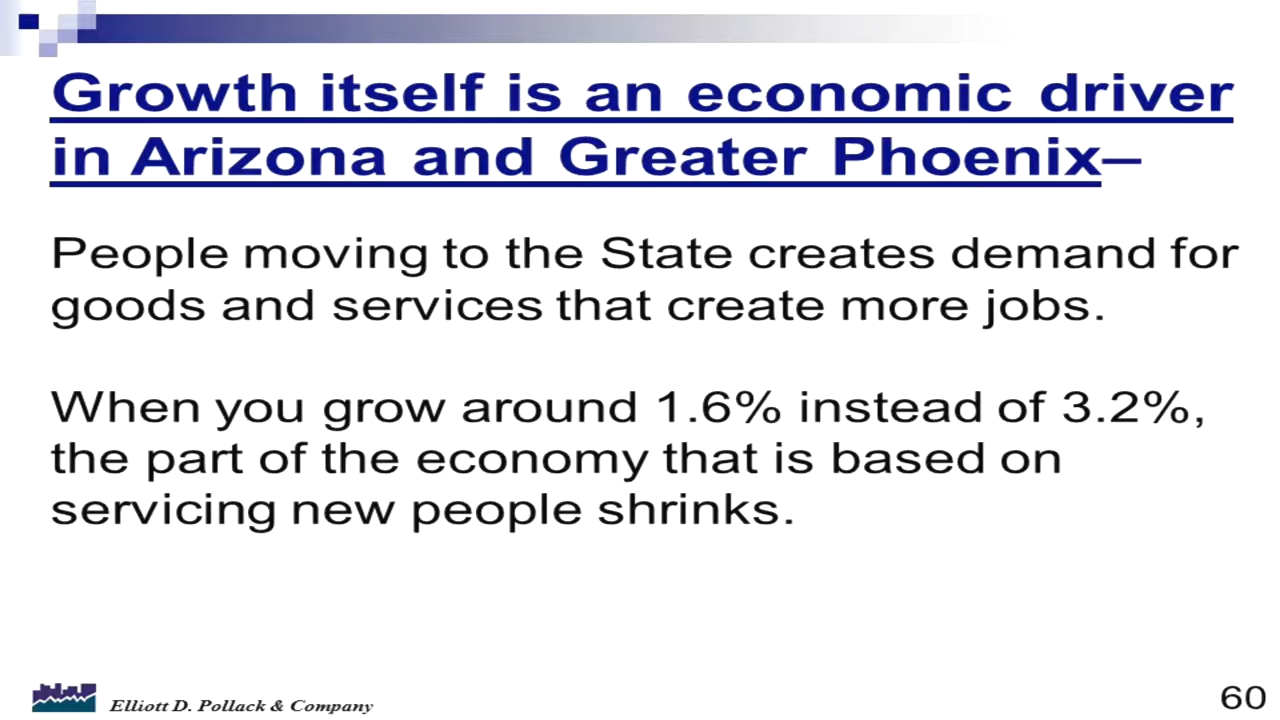 Growth itself is an economic driver
in Arizona and Greater Phoenix–
People moving to the State creates demand for
goods and services that create more jobs.
When you grow around 1.6% instead of 3.2%,
the part of the economy that is based on
servicing new people shrinks.
Elliott D. Pollack & Company
60